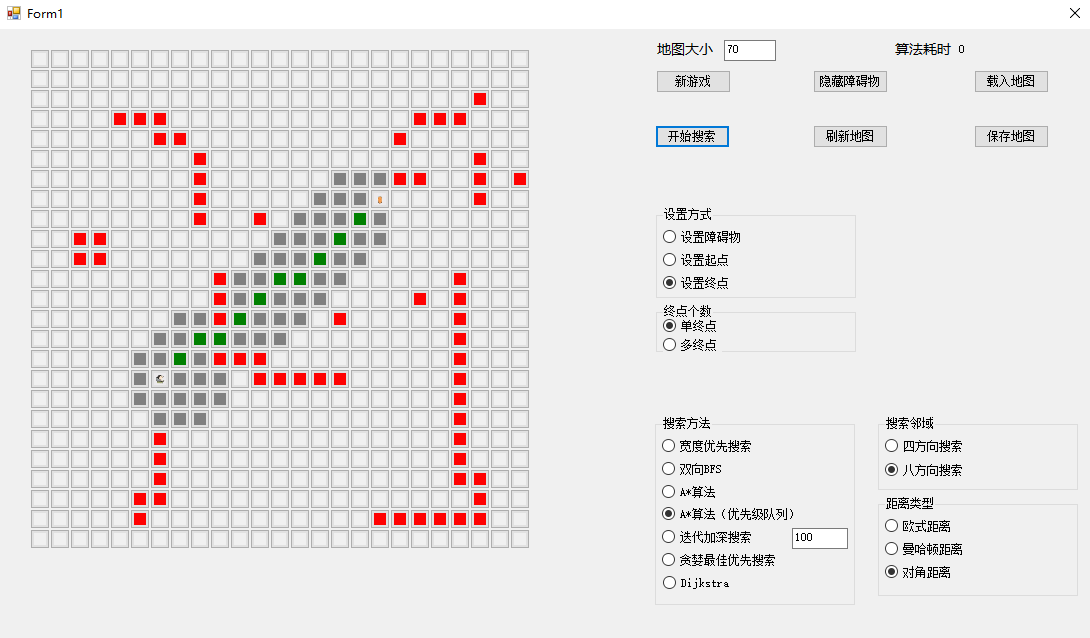 Form1
地图大小 70 算法耗时 0
新游戏 隐藏障碍物 载入地图
开始搜索 刷新地图 保存地图
设置方式
设置障碍物
设置起点
设置终点
终点个数
单终点
多终点
搜索方法
宽度优先搜索
双向BFS
A*算法
A*算法（优先级队列）
迭代加深搜索 100
贪婪最佳优先搜索
Dijkstra
搜索邻域
四方向搜索
八方向搜索
距离类型
欧式距离
曼哈顿距离
对角距离